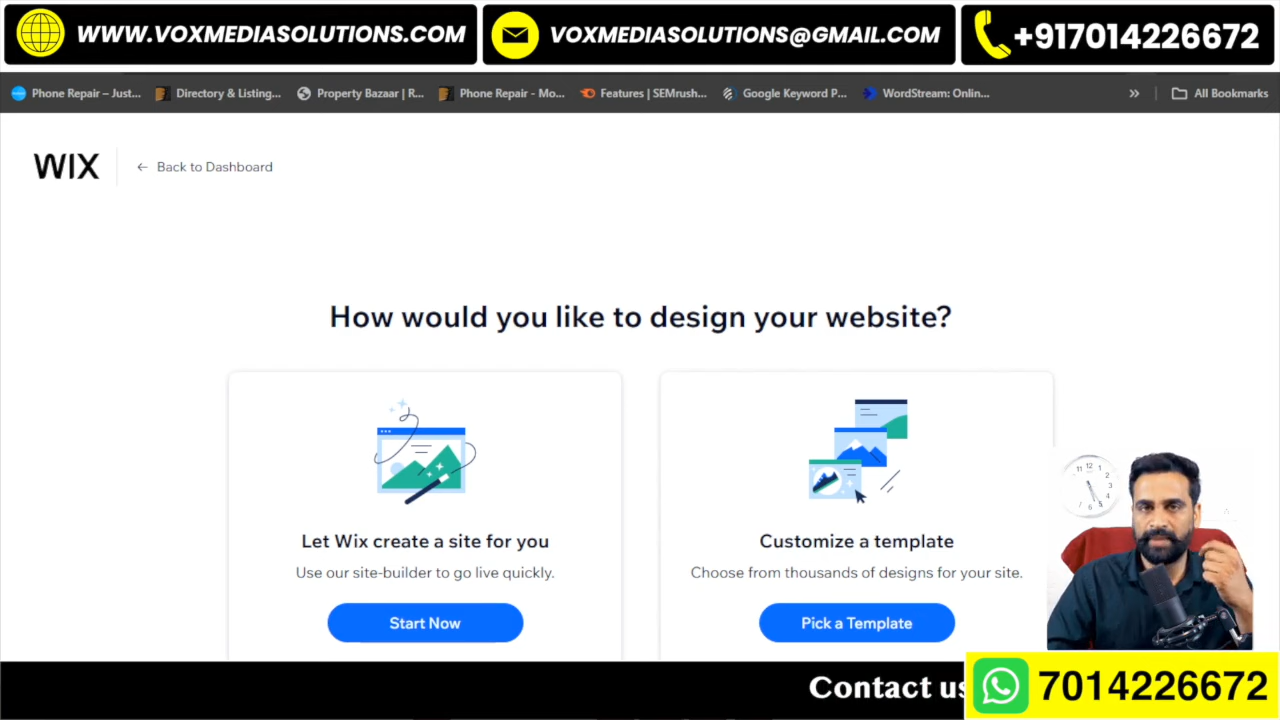 WWW.VOXMEDIASOLUTIONS.COM
VOXMEDIASOLUTIONS@GMAIL.COM
+917014226672
Phone Repair – Just...
Directory & Listing...
Property Bazaar | R...
Phone Repair - Mo...
Features | SEMrush...
Google Keyword P...
WordStream: Onlin...
»
All Bookmarks
WIX
← Back to Dashboard
How would you like to design your website?
Let Wix create a site for you
Use our site-builder to go live quickly.
Start Now
Customize a template
Choose from thousands of designs for your site.
Pick a Template
Contact us
7014226672